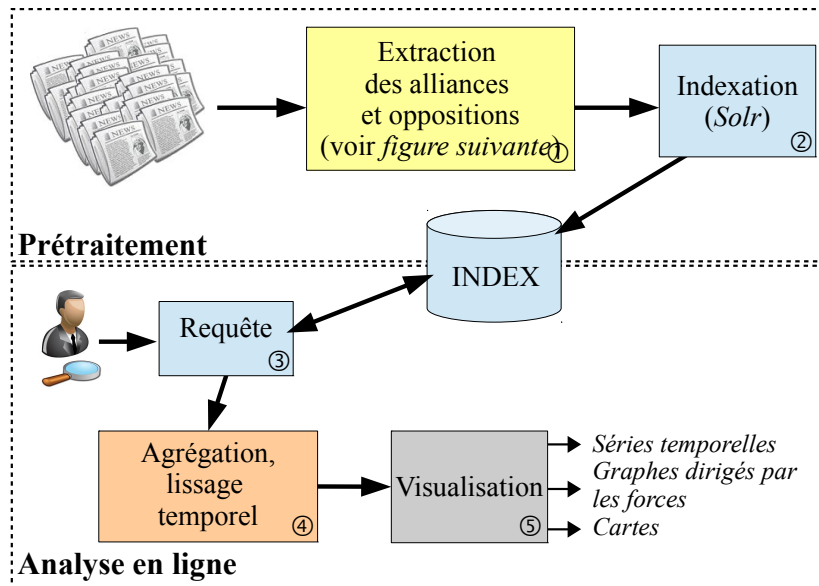 NEWS
Extraction
des alliances
et oppositions
(voir figure suivante)
①
Indexation
(Solr)
②
Prétraitement
INDEX
Requête
③
Agrégation,
lissage
temporel
④
Visualisation
⑤
Séries temporelles
Graphes dirigés par
les forces
Cartes
Analyse en ligne